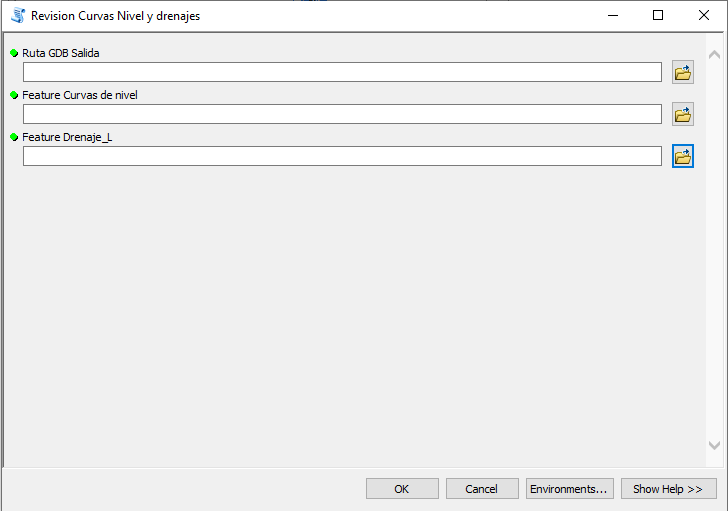 Revision Curvas Nivel y drenajes
Ruta GDB Salida
Feature Curvas de nivel
Feature Drenaje_L
OK
Cancel
Environments...
Show Help >>